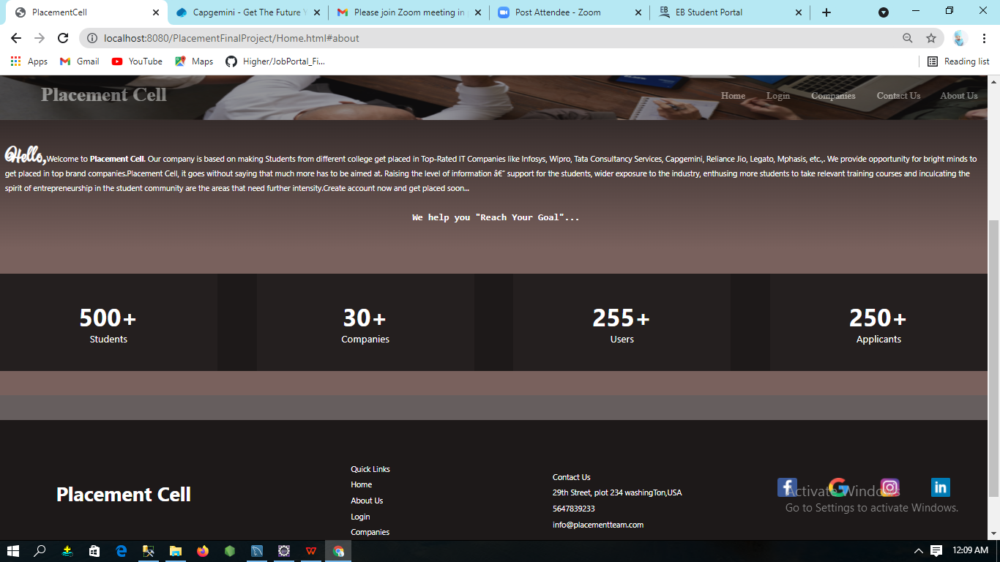 PlacementCell
Capgemini - Get The Future Y
Please join Zoom meeting in
Post Attendee - Zoom
EB Student Portal
localhost:8080/PlacementFinalProject/Home.html#about
Apps
Gmail
YouTube
Maps
Higher/JobPortal_Fi...
Reading list
Placement Cell
Home
Login
Companies
Contact Us
About Us
Hello,Welcome to Placement Cell. Our company is based on making Students from different college get placed in Top-Rated IT Companies like Infosys, Wipro, Tata Consultancy Services, Capgemini, Reliance Jio, Legato, Mphasis, etc.,. We provide opportunity for bright minds to
get placed in top brand companies.Placement Cell, it goes without saying that much more has to be aimed at. Raising the level of information â€˜ support for the students, wider exposure to the industry, enthusing more students to take relevant training courses and inculcating the
spirit of entrepreneurship in the student community are the areas that need further intensity.Create account now and get placed soon...
We help you "Reach Your Goal"...
500+
Students
30+
Companies
255+
Users
250+
Applicants
Placement Cell
Quick Links
Home
About Us
Login
Companies
Contact Us
29th Street, plot 234 washingTon,USA
5647839233
info@placementteam.com
Activate Windows
Go to Settings to activate Windows.
12:09 AM